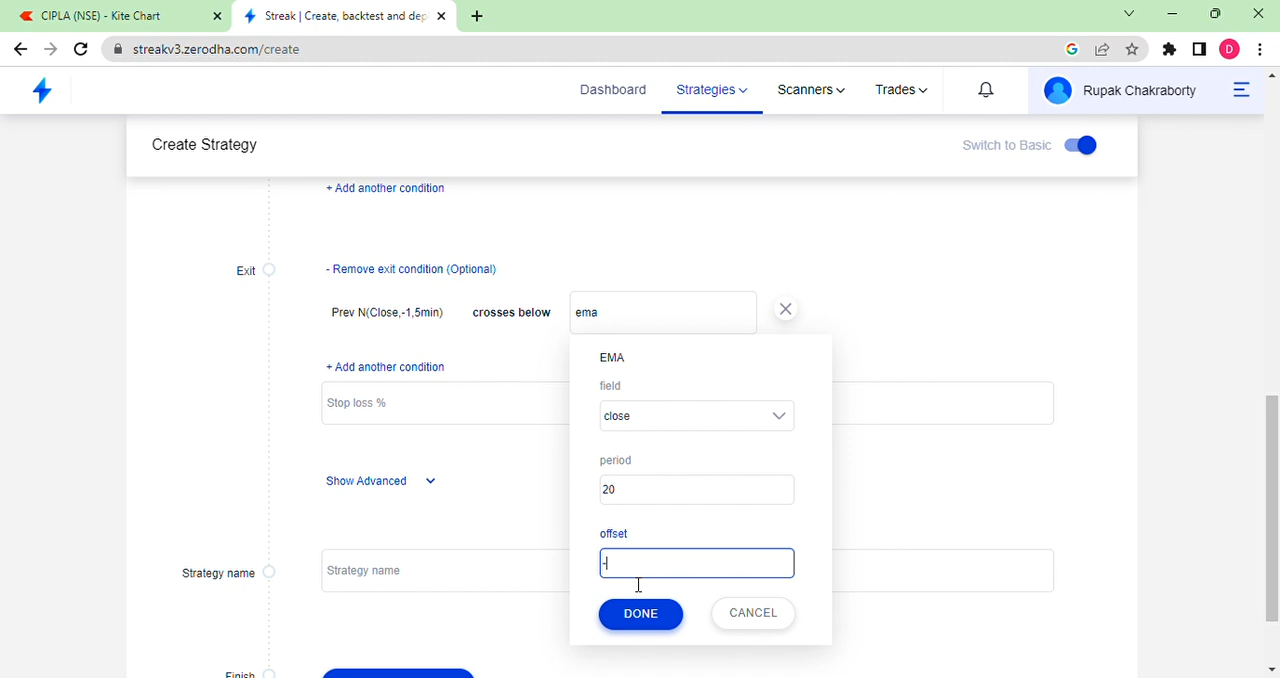 CIPLA (NSE) - Kite Chart
Streak | Create, backtest and dep
streakv3.zerodha.com/create
D
Dashboard
Strategies
Scanners
Trades
Rupak Chakraborty
Create Strategy
Switch to Basic
+ Add another condition
Exit
- Remove exit condition (Optional)
Prev N(Close,-1,5min) crosses below ema
EMA
+ Add another condition
field
Stop loss %
close
period
Show Advanced
20
offset
Strategy name
Strategy name
-
DONE
CANCEL
Finish